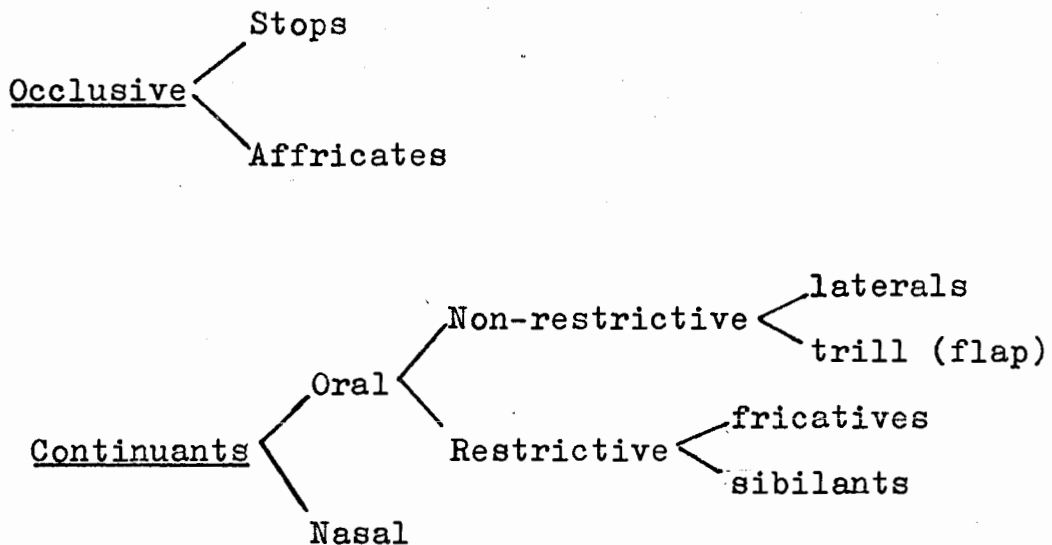 Stops
Occlusive
Affricates
laterals
Non-restrictive
trill (flap)
Oral
fricatives
Continuants
Restrictive
sibilants
Nasal